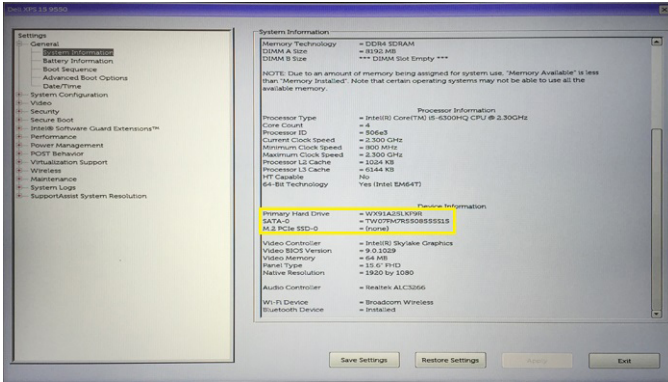 Dell XPS 15 9550
Settings
General
System Information
Battery Information
Boot Sequence
Advanced Boot Options
Date/Time
System Configuration
Video
Security
Secure Boot
Intel® Software Guard Extensions™
Performance
Power Management
POST Behavior
Virtualization Support
Wireless
Maintenance
System Logs
SupportAssist System Resolution
System Information
Memory Technology = DDR4 SDRAM
DIMM A Size = 8192 MB
DIMM B Size *** DIMM Slot Empty ***
NOTE: Due to an amount of memory being assigned for system use, "Memory Available" is less
than "Memory Installed". Note that certain operating systems may not be able to use all the
available memory.
Processor Information
Processor Type = Intel(R) Core(TM) i5-6300HQ CPU @ 2.30GHz
Core Count = 4
Processor ID = 506e3
Current Clock Speed = 2.300 GHz
Minimum Clock Speed = 800 MHz
Maximum Clock Speed = 2.300 GHz
Processor L2 Cache = 1024 KB
Processor L3 Cache = 6144 KB
HT Capable No
64-Bit Technology Yes (Intel EM64T)
Device Information
Primary Hard Drive
SATA-0
M.2 PCIe SSD-0 = (none)
Video Controller = Intel(R) Skylake Graphics
Video BIOS Version = 9.0.1029
Video Memory = 64 MB
Panel Type = 15.6" FHD
Native Resolution = 1920 by 1080
Audio Controller = Realtek ALC3266
Wi-Fi Device = Broadcom Wireless
Bluetooth Device = Installed
Save Settings
Restore Settings
Apply
Exit